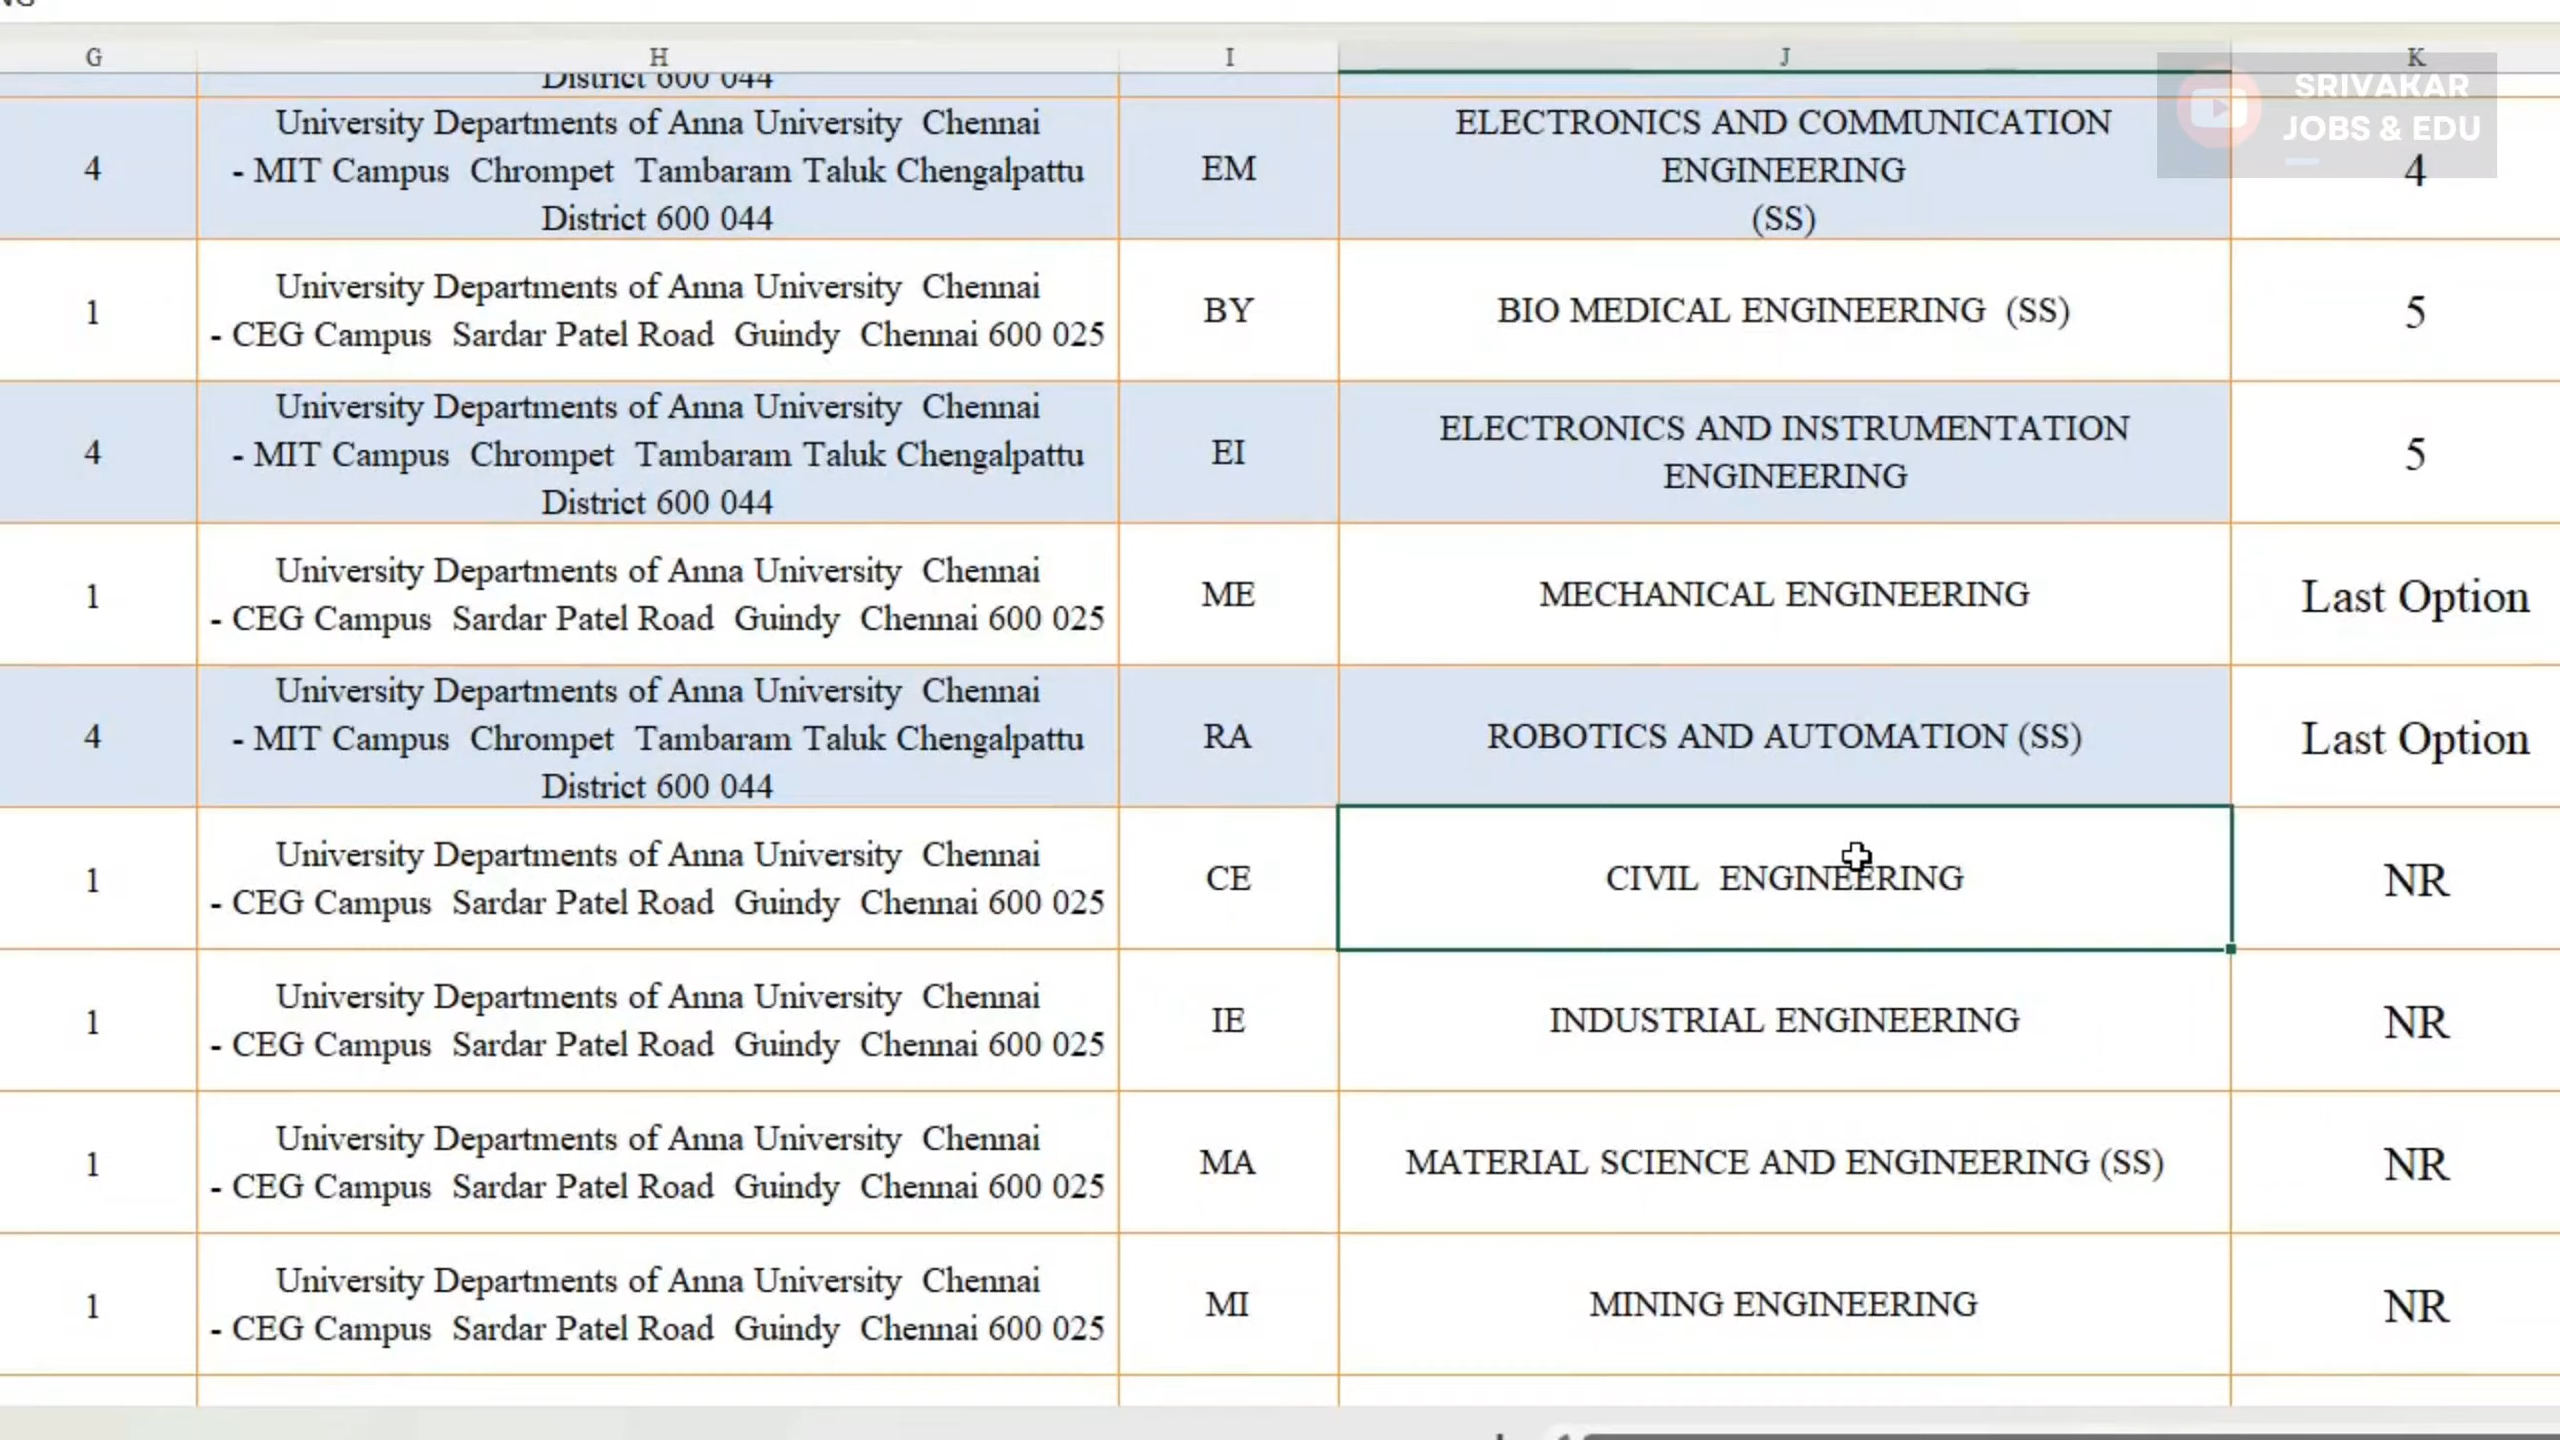 G H I J K
District 600 044
4 University Departments of Anna University Chennai
- MIT Campus Chrompet Tambaram Taluk Chengalpattu
District 600 044
EM
ELECTRONICS AND COMMUNICATION
ENGINEERING
(SS)
4
SRIVAKAR
JOBS & EDU
1 University Departments of Anna University Chennai
- CEG Campus Sardar Patel Road Guindy Chennai 600 025
BY
BIO MEDICAL ENGINEERING (SS)
5
4 University Departments of Anna University Chennai
- MIT Campus Chrompet Tambaram Taluk Chengalpattu
District 600 044
EI
ELECTRONICS AND INSTRUMENTATION
ENGINEERING
5
1 University Departments of Anna University Chennai
- CEG Campus Sardar Patel Road Guindy Chennai 600 025
ME
MECHANICAL ENGINEERING
Last Option
4 University Departments of Anna University Chennai
- MIT Campus Chrompet Tambaram Taluk Chengalpattu
District 600 044
RA
ROBOTICS AND AUTOMATION (SS)
Last Option
1 University Departments of Anna University Chennai
- CEG Campus Sardar Patel Road Guindy Chennai 600 025
CE
CIVIL ENGINEERING
NR
1 University Departments of Anna University Chennai
- CEG Campus Sardar Patel Road Guindy Chennai 600 025
IE
INDUSTRIAL ENGINEERING
NR
1 University Departments of Anna University Chennai
- CEG Campus Sardar Patel Road Guindy Chennai 600 025
MA
MATERIAL SCIENCE AND ENGINEERING (SS)
NR
1 University Departments of Anna University Chennai
- CEG Campus Sardar Patel Road Guindy Chennai 600 025
MI
MINING ENGINEERING
NR